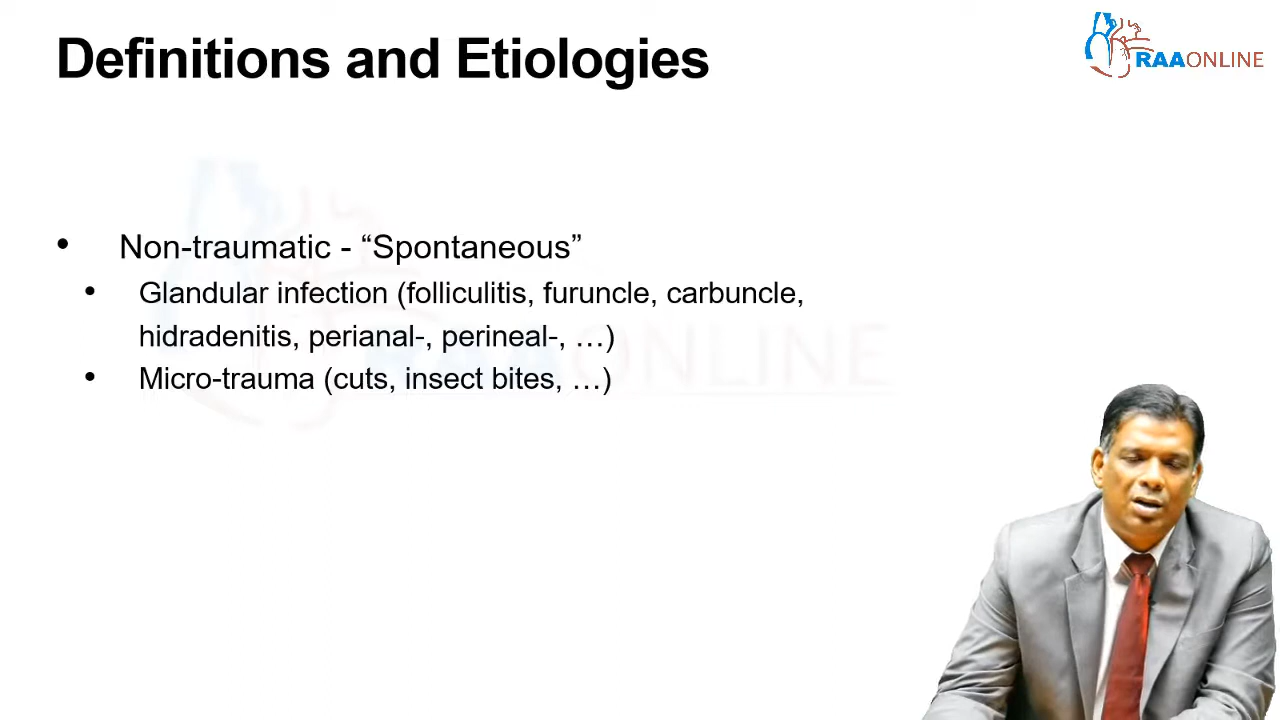 Definitions and Etiologies
RAAONLINE
• Non-traumatic - “Spontaneous”
• Glandular infection (folliculitis, furuncle, carbuncle,
hidradenitis, perianal-, perineal-, …)
• Micro-trauma (cuts, insect bites, …)
RAAONLINE